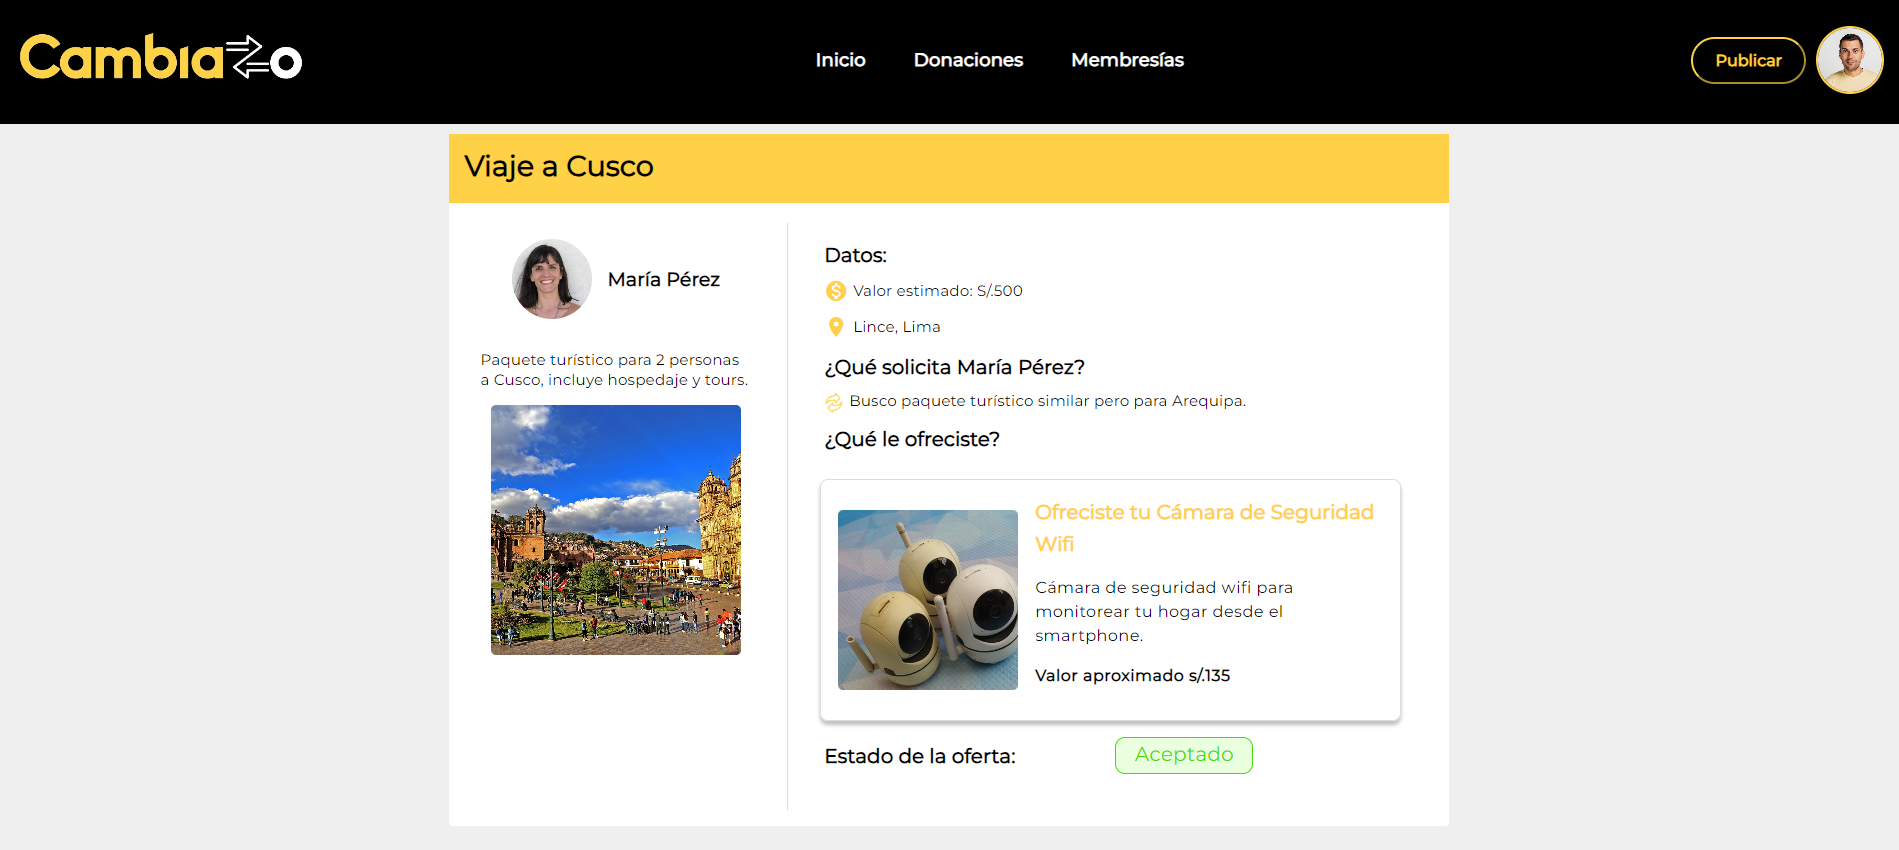 Cambiazo
Inicio
Donaciones
Membresías
Publicar
Viaje a Cusco
María Pérez
Paquete turístico para 2 personas
a Cusco, incluye hospedaje y tours.
Datos:
Valor estimado: S/.500
Lince, Lima
¿Qué solicita María Pérez?
Busco paquete turístico similar pero para Arequipa.
¿Qué le ofreciste?
Ofreciste tu Cámara de Seguridad
Wifi
Cámara de seguridad wifi para
monitorear tu hogar desde el
smartphone.
Valor aproximado s/.135
Estado de la oferta:
Aceptado